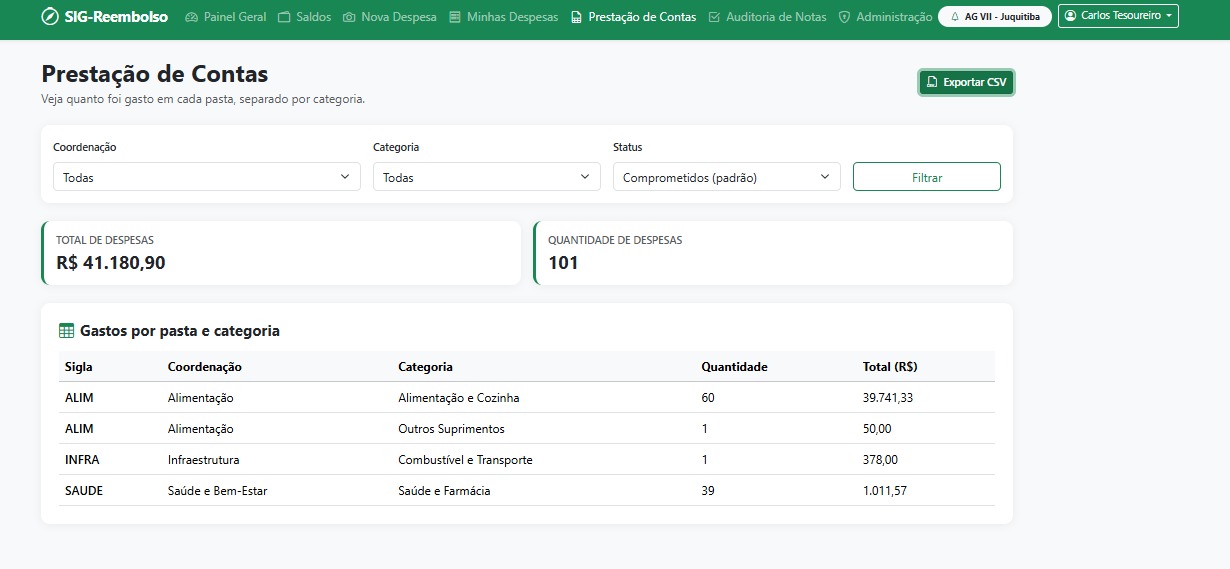 SIG-Reembolso Painel Geral Saldos Nova Despesa Minhas Despesas Prestação de Contas Auditoria de Notas Administração AG VII - Juquitiba Carlos Tesoureiro
Prestação de Contas
Exportar CSV
Veja quanto foi gasto em cada pasta, separado por categoria.
Coordenação Categoria Status
Todas Todas Comprometidos (padrão) Filtrar
TOTAL DE DESPESAS QUANTIDADE DE DESPESAS
R$ 41.180,90 101
Gastos por pasta e categoria
Sigla Coordenação Categoria Quantidade Total (R$)
ALIM Alimentação Alimentação e Cozinha 60 39.741,33
ALIM Alimentação Outros Suprimentos 1 50,00
INFRA Infraestrutura Combustível e Transporte 1 378,00
SAUDE Saúde e Bem-Estar Saúde e Farmácia 39 1.011,57